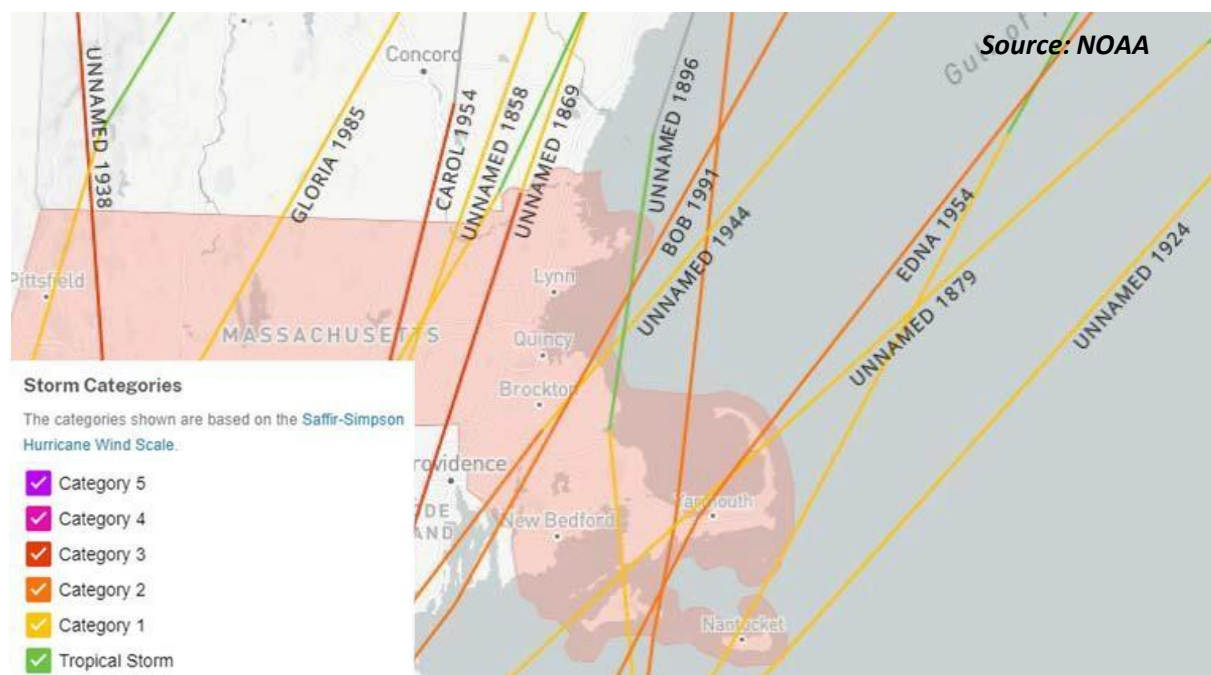 Source: NOAA
Concord
UNNAMED 1938
GLORIA 1985
CAROL 1954
UNNAMED 1858
UNNAMED 1869
UNNAMED 1896
BOB 1991
UNNAMED 1944
EDNA 1954
UNNAMED 1879
UNNAMED 1924
Pittsfield
Lynn
MASSACHUSETTS
Quincy
Brockton
Yarmouth
New Bedford
Nantucket
Storm Categories
The categories shown are based on the Saffir-Simpson
Hurricane Wind Scale.
Category 5
Category 4
Category 3
Category 2
Category 1
Tropical Storm